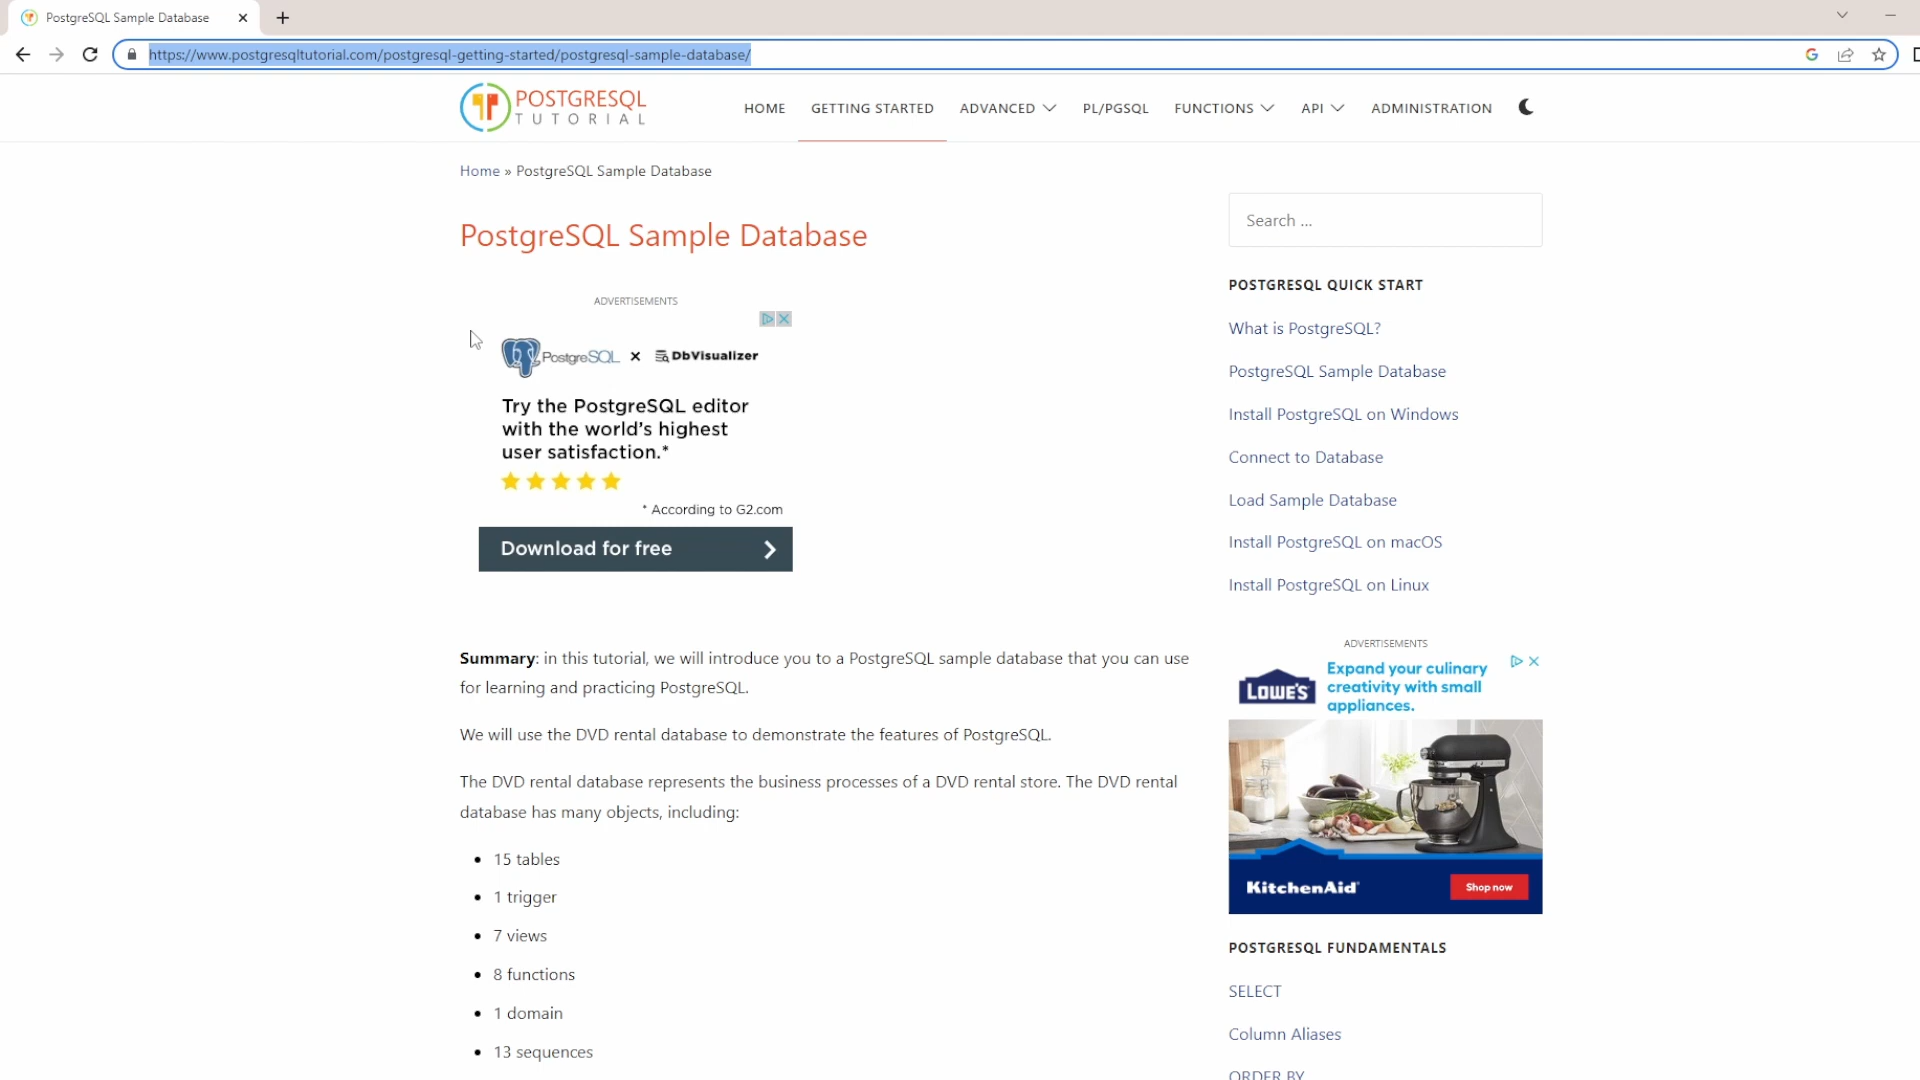 PostgreSQL Sample Database
https://www.postgresqltutorial.com/postgresql-getting-started/postgresql-sample-database/
POSTGRESQL
TUTORIAL
HOME
GETTING STARTED
ADVANCED
PL/PGSQL
FUNCTIONS
API
ADMINISTRATION
Home » PostgreSQL Sample Database
PostgreSQL Sample Database
ADVERTISEMENTS
PostgreSQL × DbVisualizer
Try the PostgreSQL editor
with the world's highest
user satisfaction.*
* According to G2.com
Download for free
Summary: in this tutorial, we will introduce you to a PostgreSQL sample database that you can use
for learning and practicing PostgreSQL.
We will use the DVD rental database to demonstrate the features of PostgreSQL.
The DVD rental database represents the business processes of a DVD rental store. The DVD rental
database has many objects, including:
15 tables
1 trigger
7 views
8 functions
1 domain
13 sequences
Search ...
POSTGRESQL QUICK START
What is PostgreSQL?
PostgreSQL Sample Database
Install PostgreSQL on Windows
Connect to Database
Load Sample Database
Install PostgreSQL on macOS
Install PostgreSQL on Linux
ADVERTISEMENTS
LOWE'S
Expand your culinary
creativity with small
appliances.
KitchenAid
Shop now
POSTGRESQL FUNDAMENTALS
SELECT
Column Aliases
ORDER BY